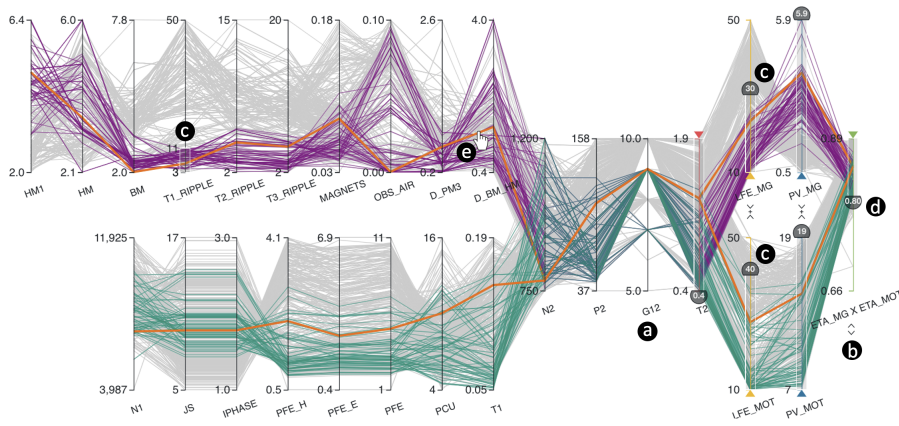 6.4 6.0 7.8 50 15 20 0.18 0.10 2.6 4.0 50 5.9 5.9
c
30
c 11
e
1,200 158 10.0 1.9 0.89
2.0 2.1 2.0 3 2 2 0.03 0.00 0.2 0.4 10 0.5
HM1 HM BM T1_RIPPLE T2_RIPPLE T3_RIPPLE MAGNETS OBS_AIR D_PM3 D_BM_HM LFE_MG PV_MG
d
0.80
11,925 17 3.0 4.1 6.9 11 16 0.19 50 19 19
c
40
750 37 5.0 0.4 0.4 0.66
N2 P2 G12 T2 ETA_MG X ETA_MOT
a b
3,987 5 1.0 0.5 0.4 1 4 0.05 10 7
N1 JS IPHASE PFE_H PFE_E PFE PCU T1 LFE_MOT PV_MOT